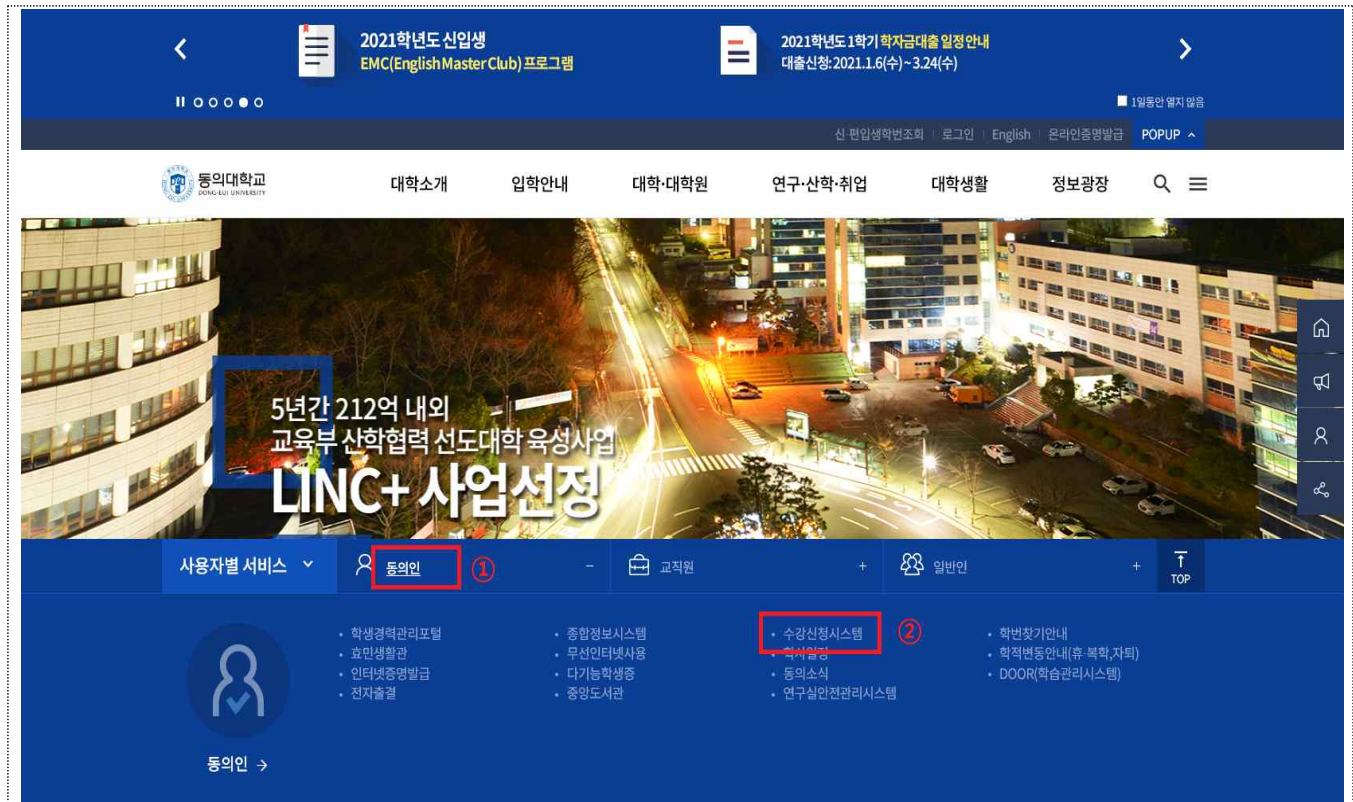 2021학년도 신입생
EMC(English Master Club) 프로그램
2021학년도 1학기 학자금대출 일정 안내
대출신청: 2021.1.6(수) ~ 3.24(수)
1일동안 열지 않음
신·편입생학번조회 로그인 English 온라인증명발급 POPUP
동의대학교
DONG-EUI UNIVERSITY
대학소개 입학안내 대학·대학원 연구·산학·취업 대학생활 정보광장
5년간 212억 내외
교육부 산학협력 선도대학 육성사업
LINC+ 사업선정
사용자별 서비스 동의인 ① - 교직원 + 일반인 + TOP
학생경력관리포털 종합정보시스템 수강신청시스템 ② 학번찾기안내
효민생활관 무선인터넷사용 학사일정 학적변동안내(휴·복학,자퇴)
인터넷증명발급 다기능학생증 동의소식 DOOR(학습관리시스템)
전자출결 중앙도서관 연구실안전관리시스템
동의인